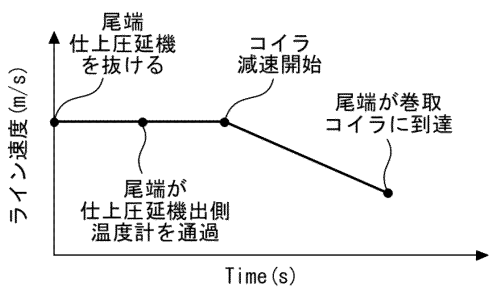 尾端
仕上圧延機
を抜ける
コイラ
減速開始
尾端が巻取
コイラに到達
尾端が
仕上圧延機出側
温度計を通過
ライン速度(m/s)
Time(s)